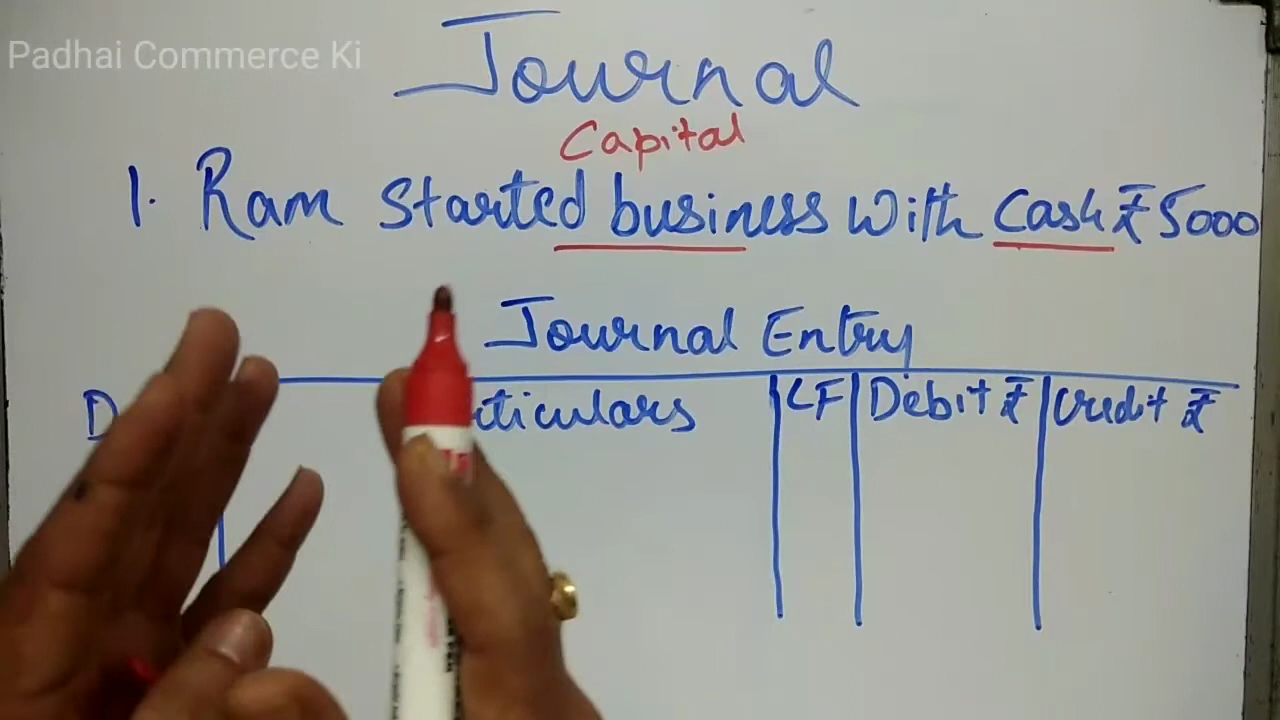 Padhai Commerce Ki
Journal
Capital
1. Ram Started business with Cash ₹ 5000
Journal Entry
LF Debit ₹ Credit ₹